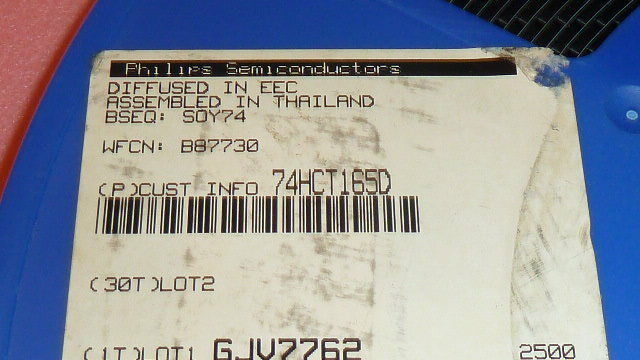 Philips Semiconductors
DIFFUSED IN EEC
ASSEMBLED IN THAILAND
BSEQ: SOY74
WFCN: B87730
(P)CUST INFO 74HCT165D
(30T)LOT2
(1T)LOT1 GJV7762 2500